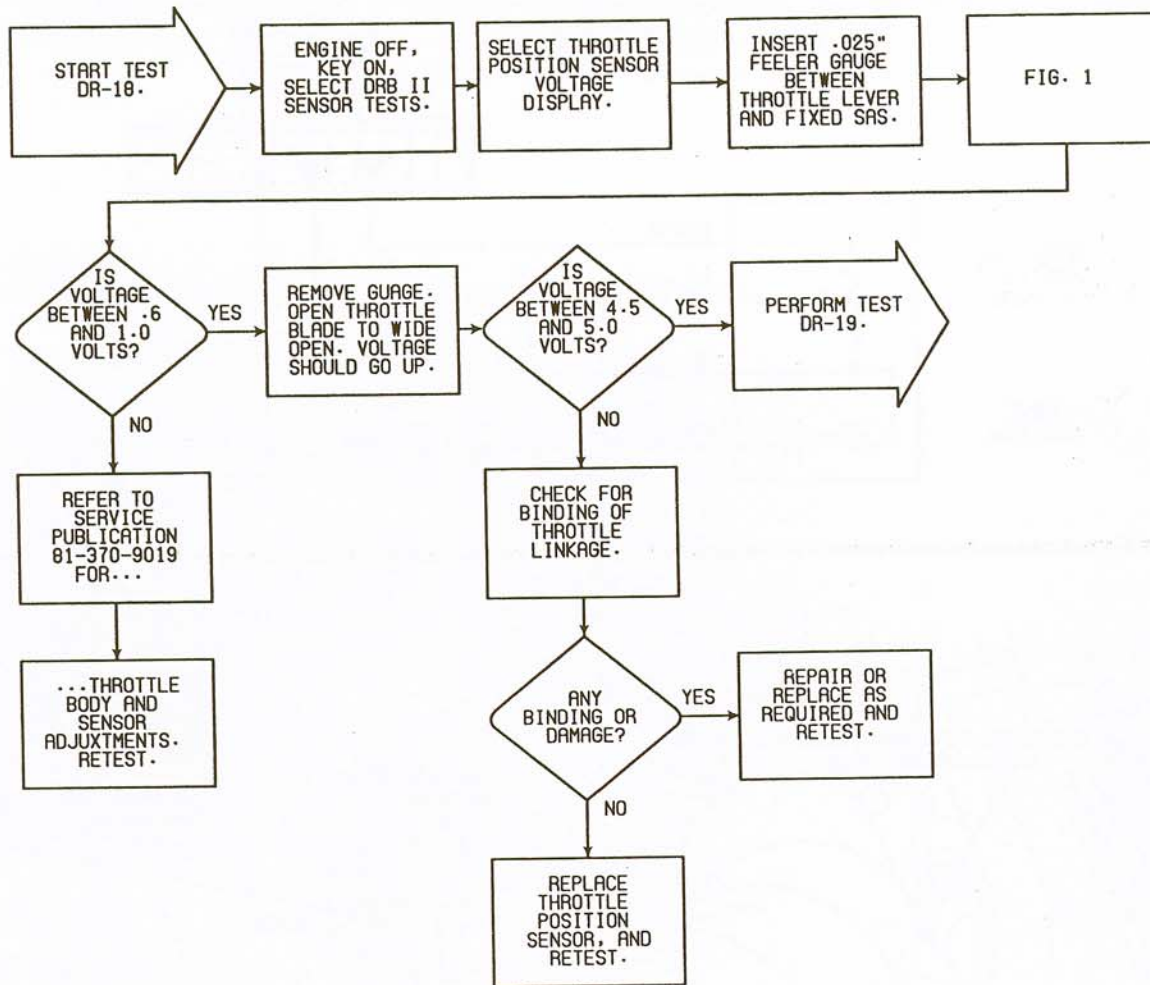 START TEST
DR-18.
ENGINE OFF,
KEY ON,
SELECT DRB II
SENSOR TESTS.
SELECT THROTTLE
POSITION SENSOR
VOLTAGE
DISPLAY.
INSERT .025"
FEELER GAUGE
BETWEEN
THROTTLE LEVER
AND FIXED SAS.
FIG. 1
IS
VOLTAGE
BETWEEN .6
AND 1.0
VOLTS?
YES
NO
REMOVE GUAGE.
OPEN THROTTLE
BLADE TO WIDE
OPEN. VOLTAGE
SHOULD GO UP.
IS
VOLTAGE
BETWEEN 4.5
AND 5.0
VOLTS?
YES
NO
PERFORM TEST
DR-19.
REFER TO
SERVICE
PUBLICATION
81-370-9019
FOR...
...THROTTLE
BODY AND
SENSOR
ADJUXTMENTS.
RETEST.
CHECK FOR
BINDING OF
THROTTLE
LINKAGE.
ANY
BINDING OR
DAMAGE?
YES
NO
REPAIR OR
REPLACE AS
REQUIRED AND
RETEST.
REPLACE
THROTTLE
POSITION
SENSOR, AND
RETEST.